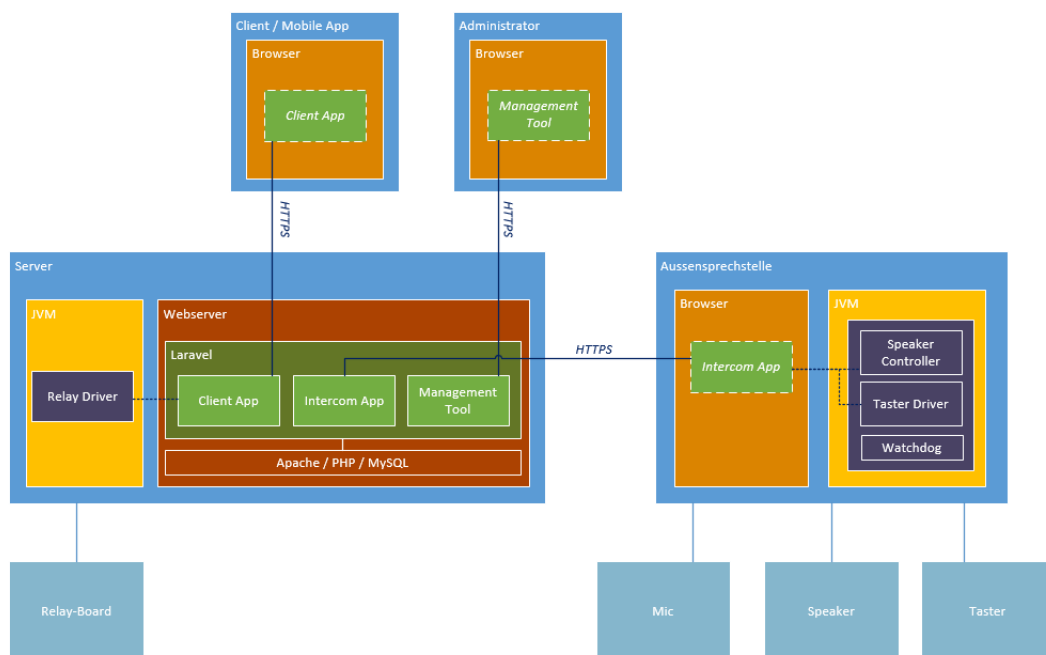 Client / Mobile App
Browser
Client App
Administrator
Browser
Management
Tool
HTTPS
HTTPS
Server
JVM
Relay Driver
Webserver
Laravel
Client App
Intercom App
Management
Tool
Apache / PHP / MySQL
HTTPS
Aussensprechstelle
Browser
Intercom App
JVM
Speaker
Controller
Taster Driver
Watchdog
Relay-Board
Mic
Speaker
Taster